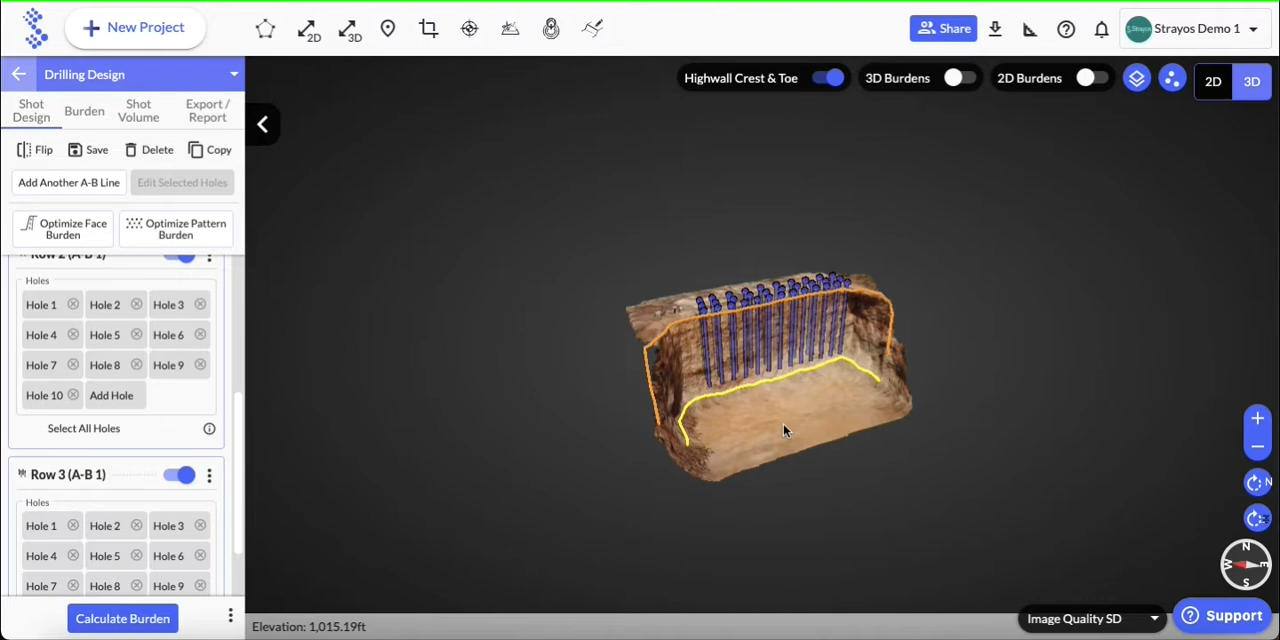 New Project
2D
3D
Share
Strayos Demo 1
Drilling Design
Highwall Crest & Toe
3D Burdens
2D Burdens
2D
3D
Shot Design
Burden
Shot Volume
Export / Report
Flip
Save
Delete
Copy
Add Another A-B Line
Edit Selected Holes
Optimize Face Burden
Optimize Pattern Burden
Row 2 (A-B 1)
Holes
Hole 1
Hole 2
Hole 3
Hole 4
Hole 5
Hole 6
Hole 7
Hole 8
Hole 9
Hole 10
Add Hole
Select All Holes
Row 3 (A-B 1)
Holes
Hole 1
Hole 2
Hole 3
Hole 4
Hole 5
Hole 6
Hole 7
Hole 8
Hole 9
Calculate Burden
Elevation: 1,015.19ft
N
N
W
E
S
Image Quality SD
Support